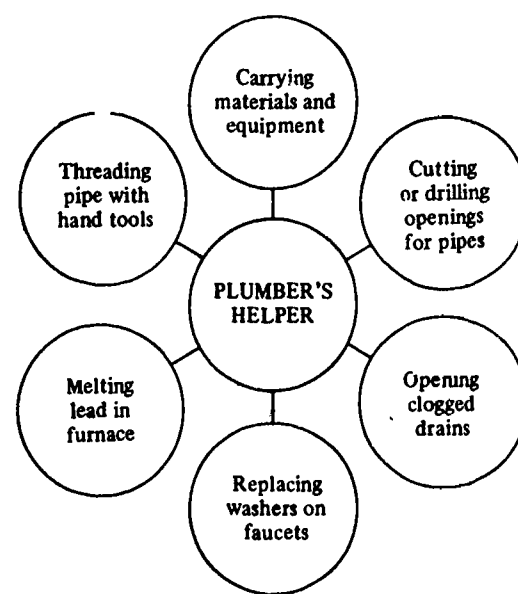 Carrying
materials and
equipment
Threading
pipe with
hand tools
Cutting
or drilling
openings
for pipes
PLUMBER'S
HELPER
Melting
lead in
furnace
Opening
clogged
drains
Replacing
washers on
faucets